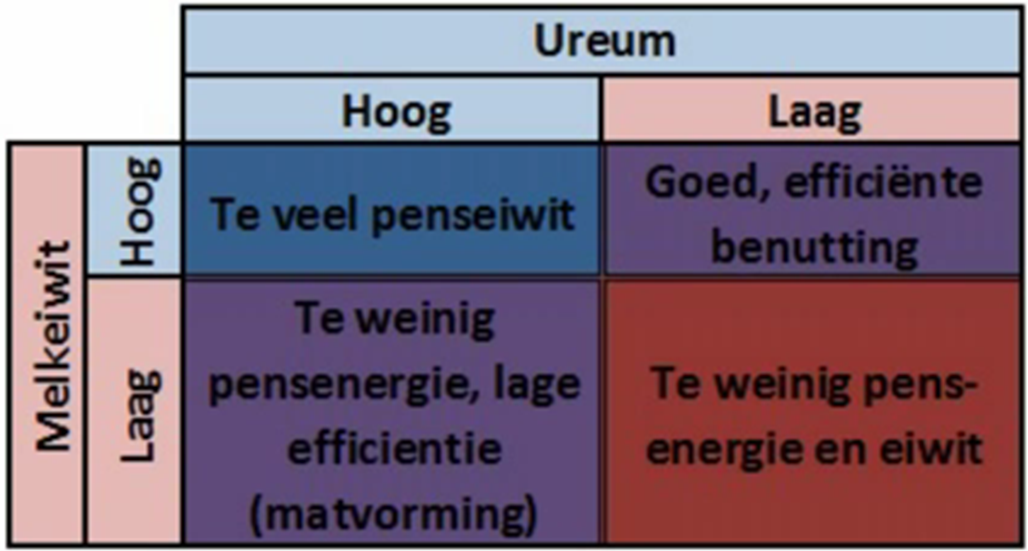 Ureum
Hoog
Laag
Melkeiwit
Hoog
Te veel penseiwit
Goed, efficiënte
benutting
Laag
Te weinig
pensenergie, lage
efficientie
(matvorming)
Te weinig pens-
energie en eiwit